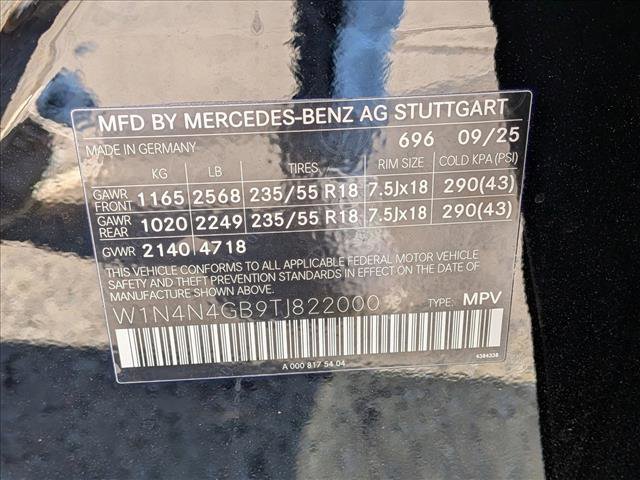 MFD BY MERCEDES-BENZ AG STUTTGART
MADE IN GERMANY 696 09/25
KG LB TIRES RIM SIZE COLD KPA (PSI)
GAWR FRONT 1165 2568 235/55 R18 7.5Jx18 290(43)
GAWR REAR 1020 2249 235/55 R18 7.5Jx18 290(43)
GVWR 2140 4718
THIS VEHICLE CONFORMS TO ALL APPLICABLE FEDERAL MOTOR VEHICLE
SAFETY AND THEFT PREVENTION STANDARDS IN EFFECT ON THE DATE OF
MANUFACTURE SHOWN ABOVE.
W1N4N4GB9TJ822000 TYPE: MPV
A 000 817 54 04 4384338